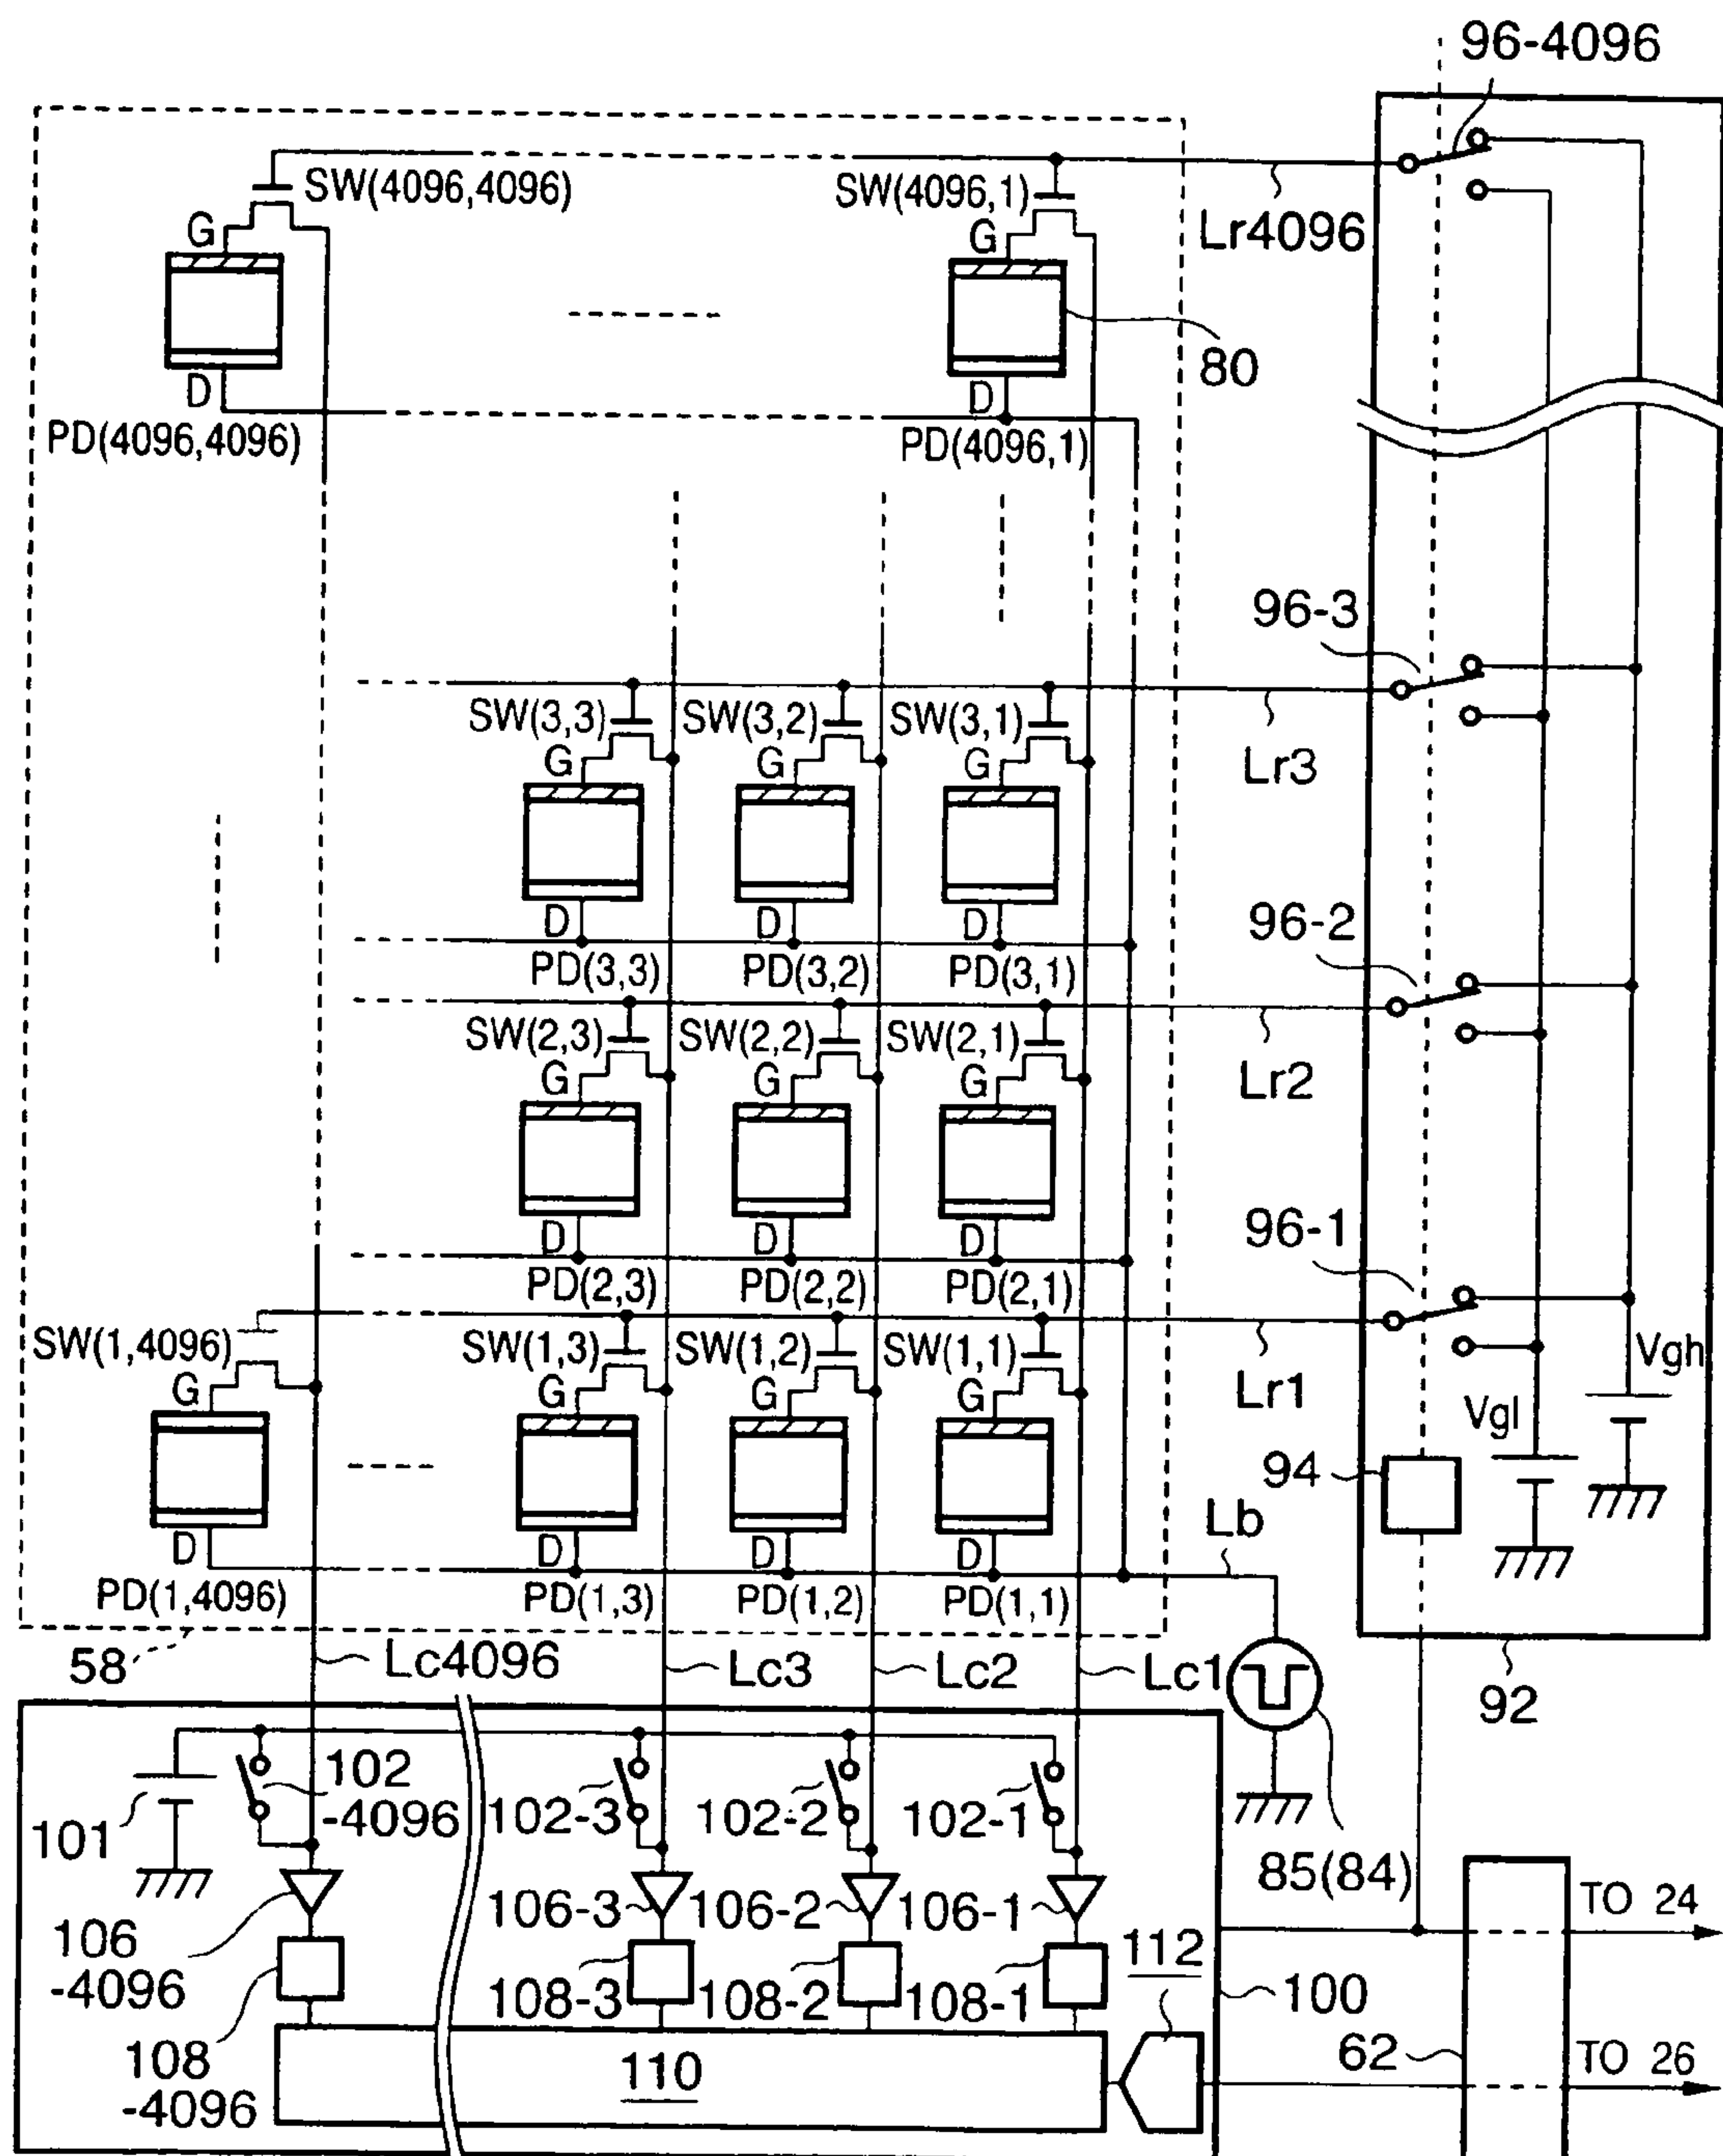 96-4096
SW(4096,4096)
SW(4096,1)
G
G
Lr4096
80
D
D
PD(4096,4096)
PD(4096,1)
96-3
SW(3,3)
SW(3,2)
SW(3,1)
G
G
G
Lr3
D
D
D
96-2
PD(3,3)
PD(3,2)
PD(3,1)
SW(2,3)
SW(2,2)
SW(2,1)
G
G
G
Lr2
D
D
D
96-1
PD(2,3)
PD(2,2)
PD(2,1)
SW(1,4096)
SW(1,3)
SW(1,2)
SW(1,1)
Vgh
G
G
G
G
Lr1
Vgl
94
Lb
D
D
D
D
PD(1,4096)
PD(1,3)
PD(1,2)
PD(1,1)
58
Lc4096
Lc3
Lc2
Lc1
92
102
-4096
101
102-3
102-2
102-1
85(84)
TO 24
106
-4096
106-3
106-2
106-1
112
108-3
108-2
108-1
100
108
-4096
110
62
TO 26